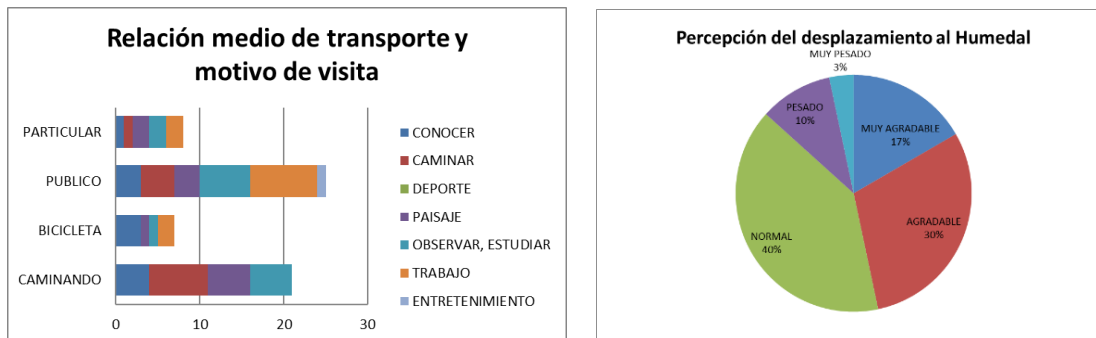 Relación medio de transporte y
motivo de visita
PARTICULAR
PUBLICO
BICICLETA
CAMINANDO
0
10
20
30
CONOCER
CAMINAR
DEPORTE
PAISAJE
OBSERVAR, ESTUDIAR
TRABAJO
ENTRETENIMIENTO
Percepción del desplazamiento al Humedal
MUY PESADO
3%
PESADO
10%
MUY AGRADABLE
17%
AGRADABLE
30%
NORMAL
40%